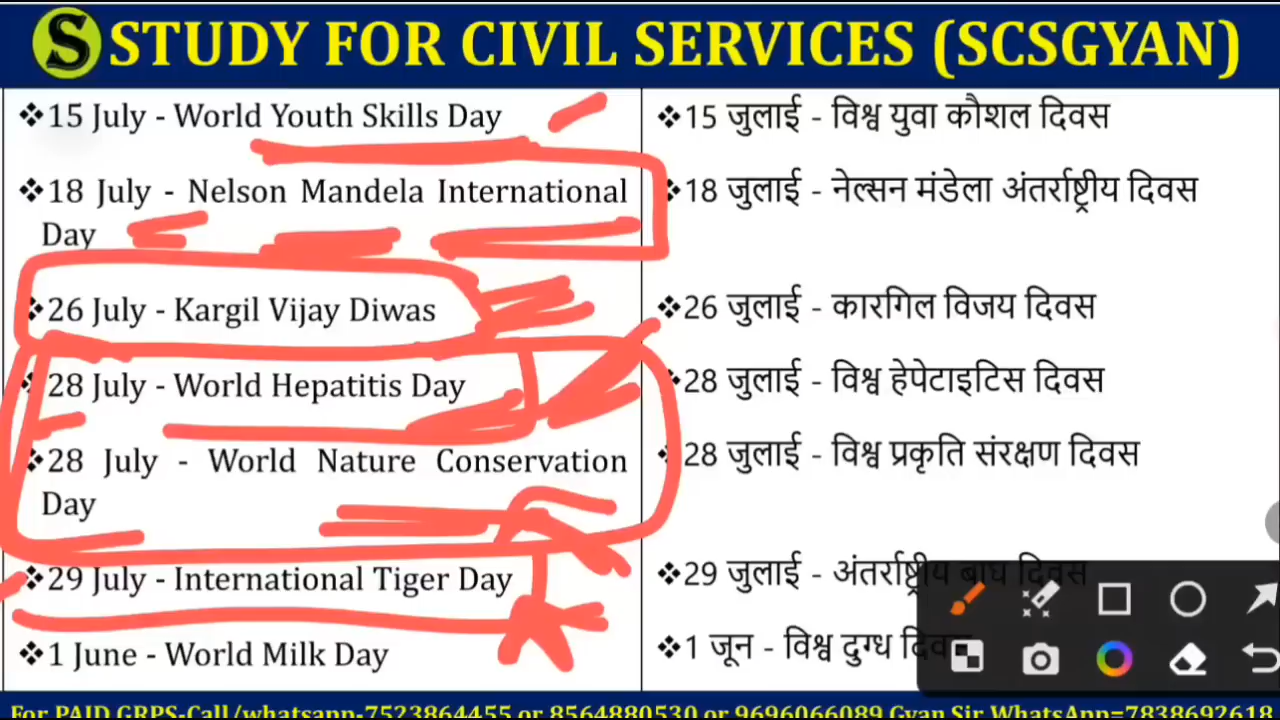 S STUDY FOR CIVIL SERVICES (SCSGYAN)
❖15 July - World Youth Skills Day
❖18 July - Nelson Mandela International
Day
❖26 July - Kargil Vijay Diwas
❖28 July - World Hepatitis Day
❖28 July - World Nature Conservation
Day
❖29 July - International Tiger Day
❖1 June - World Milk Day
❖15 जुलाई - विश्व युवा कौशल दिवस
❖18 जुलाई - नेल्सन मंडेला अंतर्राष्ट्रीय दिवस
❖26 जुलाई - कारगिल विजय दिवस
❖28 जुलाई - विश्व हेपेटाइटिस दिवस
❖28 जुलाई - विश्व प्रकृति संरक्षण दिवस
❖29 जुलाई - अंतर्राष्ट्रीय बाघ दिवस
❖1 जून - विश्व दुग्ध दिवस
For PAID GRPS-Call/whatsapp-7523864455 or 8564880530 or 9696066089 Gyan Sir WhatsApp=7838692618